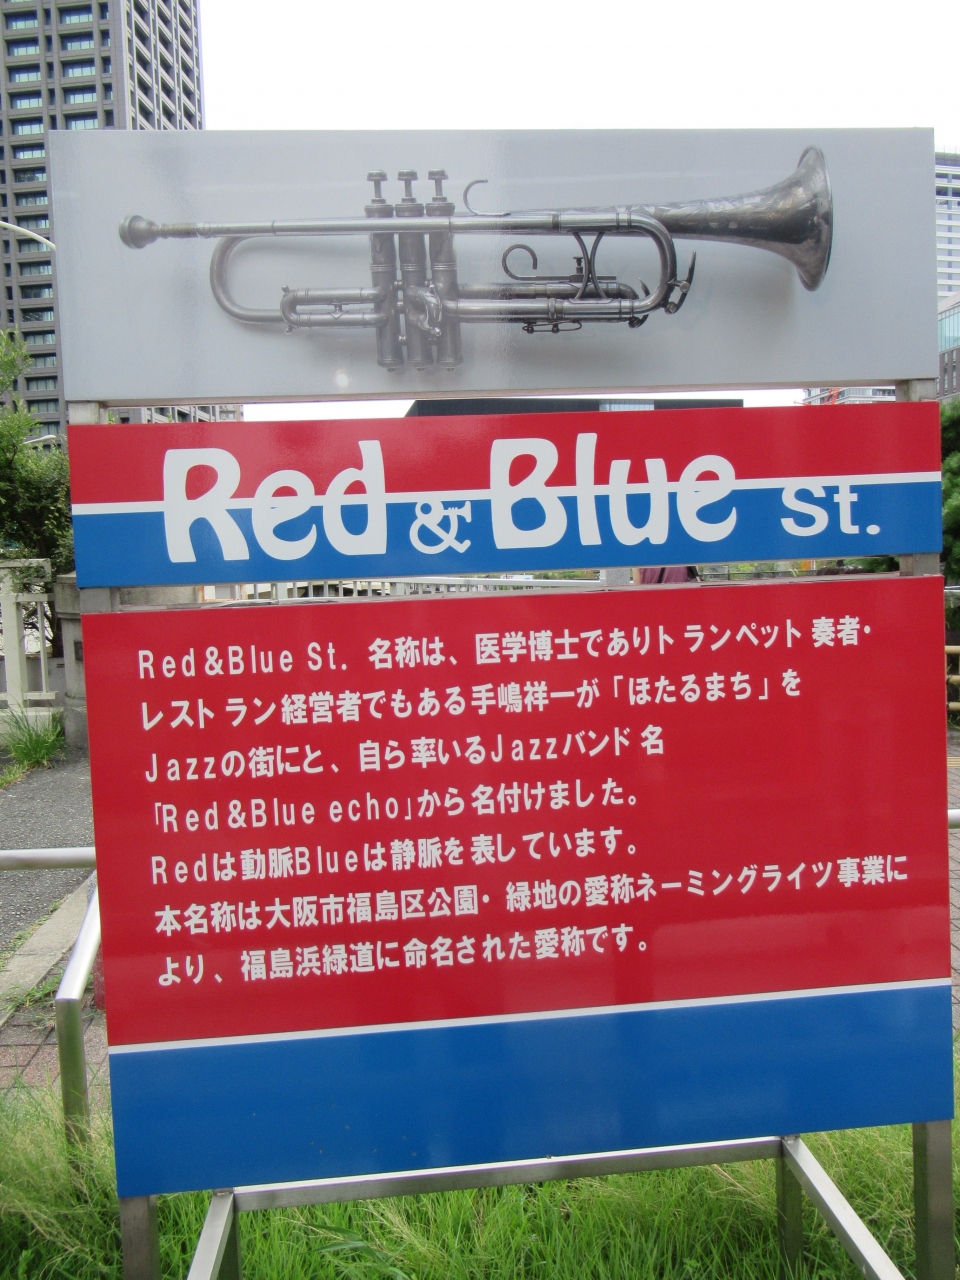 Red & Blue St.
Red&Blue St. 名称は、医学博士でありトランペット奏者・
レストラン経営者でもある手嶋祥一が「ほたるまち」を
Jazzの街にと、自ら率いるJazzバンド名
「Red&Blue echo」から名付けました。
Redは動脈Blueは静脈を表しています。
本名称は大阪市福島区公園・緑地の愛称ネーミングライツ事業に
より、福島浜緑道に命名された愛称です。